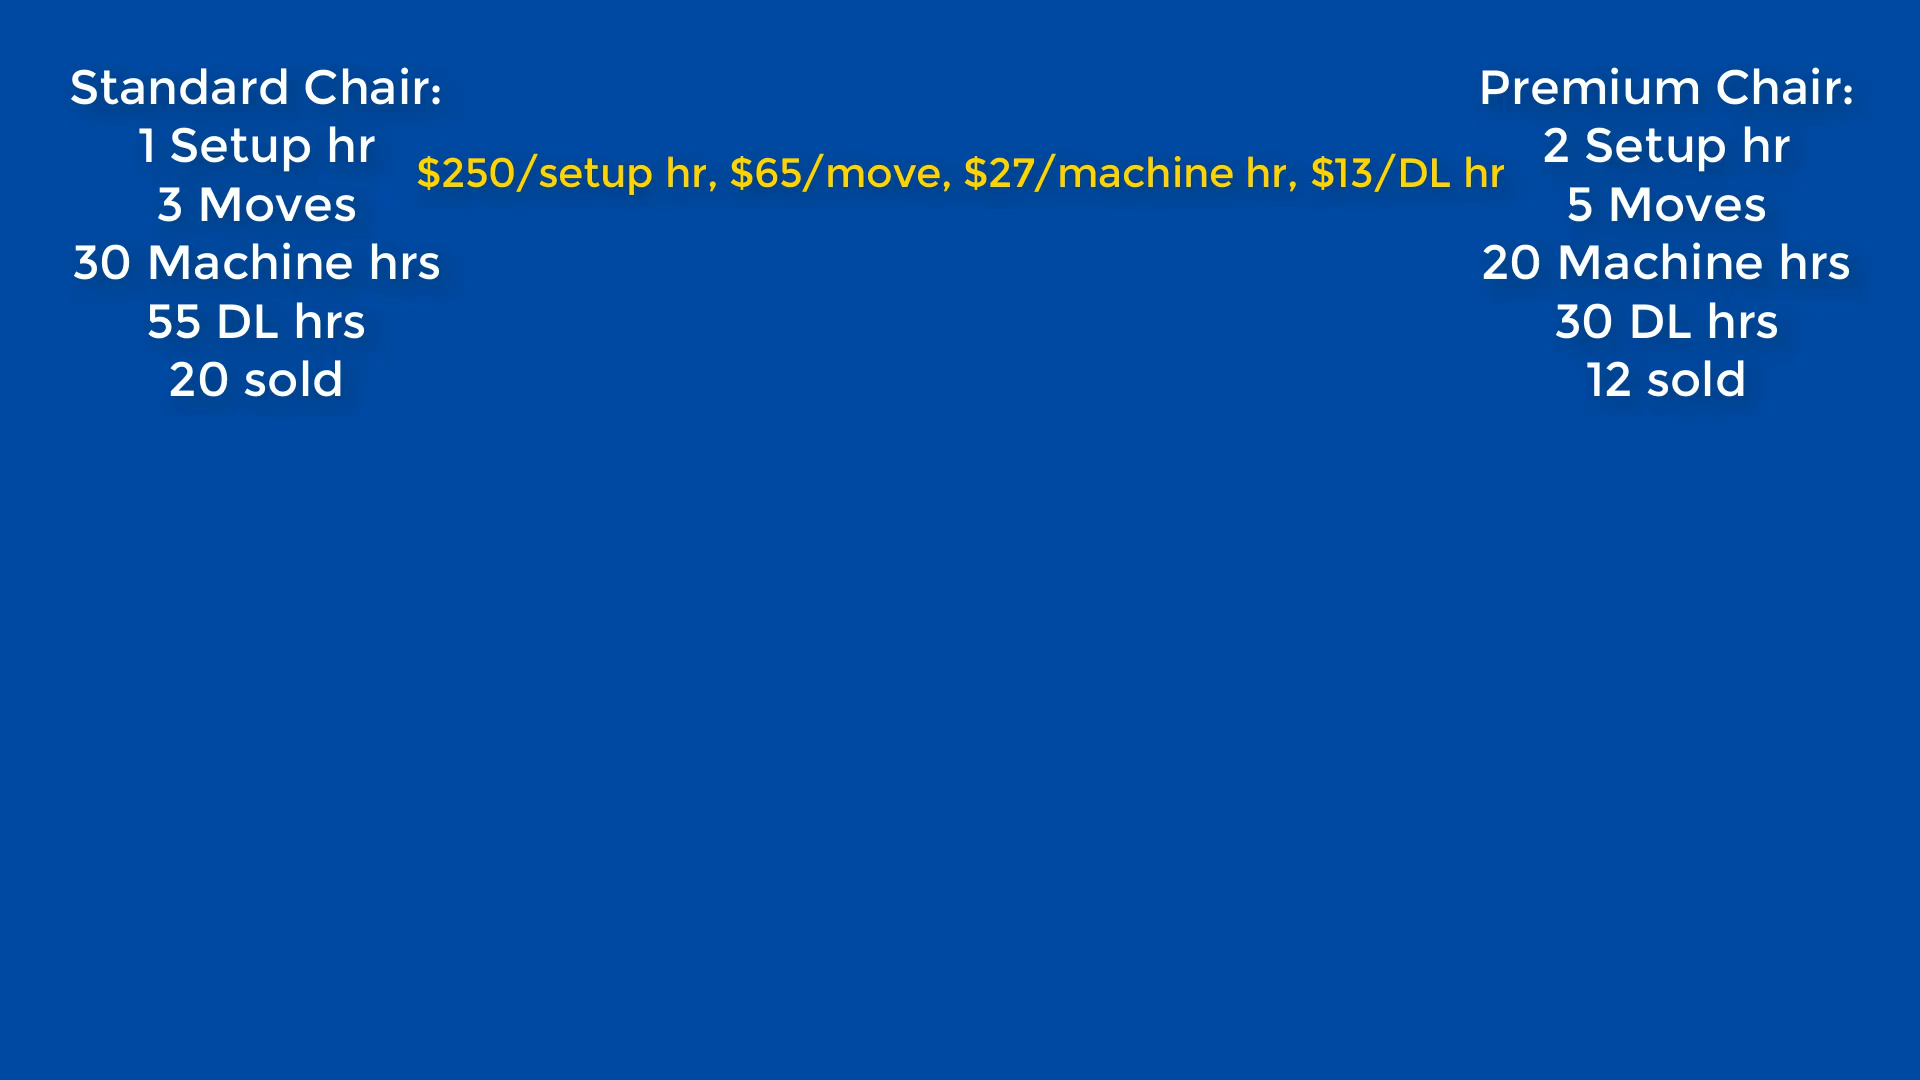 Standard Chair:
1 Setup hr
3 Moves
30 Machine hrs
55 DL hrs
20 sold
$250/setup hr, $65/move, $27/machine hr, $13/DL hr
Premium Chair:
2 Setup hr
5 Moves
20 Machine hrs
30 DL hrs
12 sold